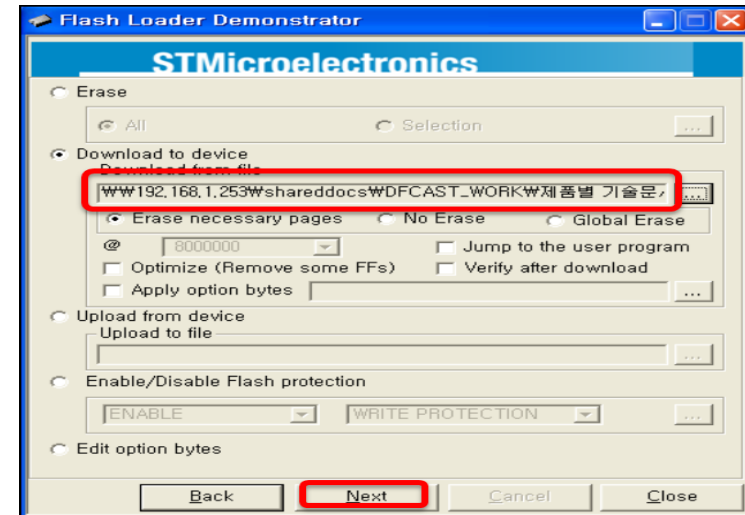 Flash Loader Demonstrator
STMicroelectronics
Erase
All Selection ...
Download to device
Download from file
₩₩192,168,1,253₩shareddocs₩DFCAST_WORK₩제품별 기술문 ...
Erase necessary pages No Erase Global Erase
@ 8000000 Jump to the user program
Optimize (Remove some FFs) Verify after download
Apply option bytes ...
Upload from device
Upload to file
...
Enable/Disable Flash protection
ENABLE WRITE PROTECTION ...
Edit option bytes
Back Next Cancel Close